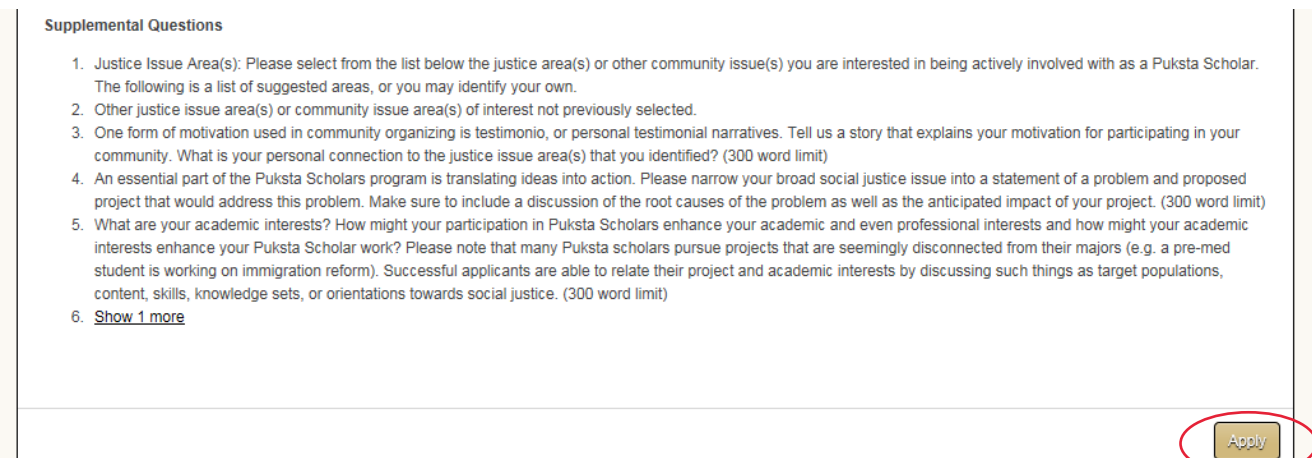 Supplemental Questions
1. Justice Issue Area(s): Please select from the list below the justice area(s) or other community issue(s) you are interested in being actively involved with as a Puksta Scholar.
The following is a list of suggested areas, or you may identify your own.
2. Other justice issue area(s) or community issue area(s) of interest not previously selected.
3. One form of motivation used in community organizing is testimonio, or personal testimonial narratives. Tell us a story that explains your motivation for participating in your
community. What is your personal connection to the justice issue area(s) that you identified? (300 word limit)
4. An essential part of the Puksta Scholars program is translating ideas into action. Please narrow your broad social justice issue into a statement of a problem and proposed
project that would address this problem. Make sure to include a discussion of the root causes of the problem as well as the anticipated impact of your project. (300 word limit)
5. What are your academic interests? How might your participation in Puksta Scholars enhance your academic and even professional interests and how might your academic
interests enhance your Puksta Scholar work? Please note that many Puksta scholars pursue projects that are seemingly disconnected from their majors (e.g. a pre-med
student is working on immigration reform). Successful applicants are able to relate their project and academic interests by discussing such things as target populations,
content, skills, knowledge sets, or orientations towards social justice. (300 word limit)
6. Show 1 more
Apply